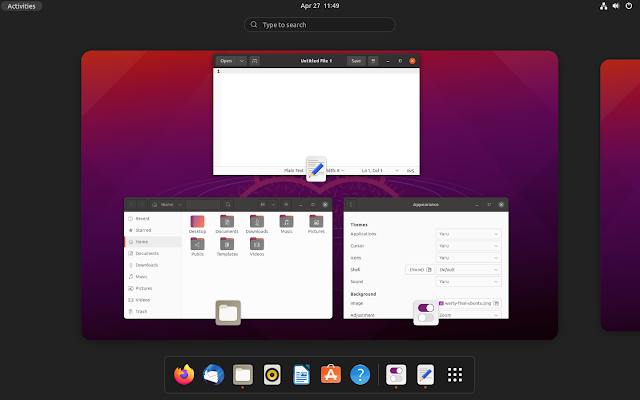 Activities
Apr 27 11:49
Type to search
Open
Untitled File 1
Save
1
Plain Text
Ln 1, Col 1
INS
Home
Recent
Starred
Home
Documents
Downloads
Music
Pictures
Videos
Trash
Desktop
Documents
Downloads
Music
Pictures
Public
Templates
Videos
Appearance
Themes
Applications
Yaru
Cursor
Yaru
Icons
Yaru
Shell
(None)
Default
Sound
Yaru
Background
Image
warty-final-ubuntu.png
Adjustment
Zoom